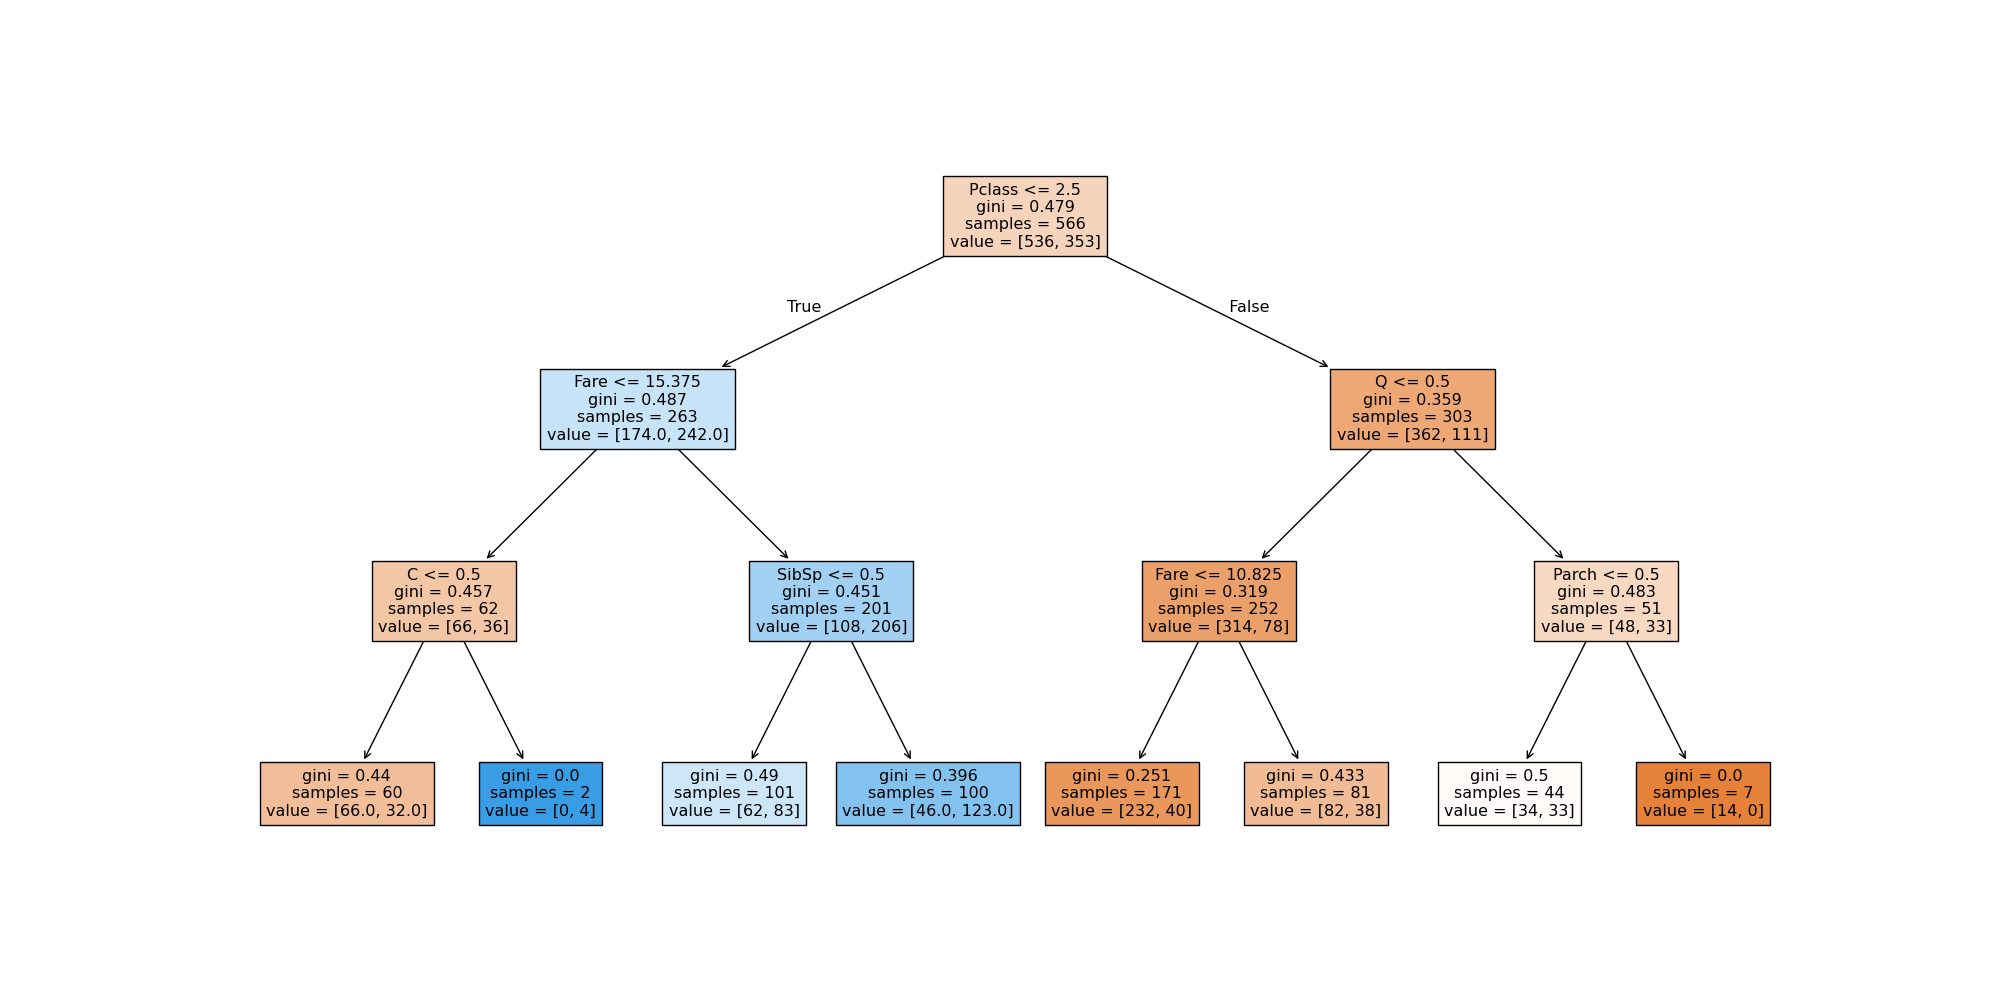 Pclass <= 2.5
gini = 0.479
samples = 566
value = [536, 353]
True
False
Fare <= 15.375
gini = 0.487
samples = 263
value = [174.0, 242.0]
Q <= 0.5
gini = 0.359
samples = 303
value = [362, 111]
C <= 0.5
gini = 0.457
samples = 62
value = [66, 36]
SibSp <= 0.5
gini = 0.451
samples = 201
value = [108, 206]
Fare <= 10.825
gini = 0.319
samples = 252
value = [314, 78]
Parch <= 0.5
gini = 0.483
samples = 51
value = [48, 33]
gini = 0.44
samples = 60
value = [66.0, 32.0]
gini = 0.0
samples = 2
value = [0, 4]
gini = 0.49
samples = 101
value = [62, 83]
gini = 0.396
samples = 100
value = [46.0, 123.0]
gini = 0.251
samples = 171
value = [232, 40]
gini = 0.433
samples = 81
value = [82, 38]
gini = 0.5
samples = 44
value = [34, 33]
gini = 0.0
samples = 7
value = [14, 0]